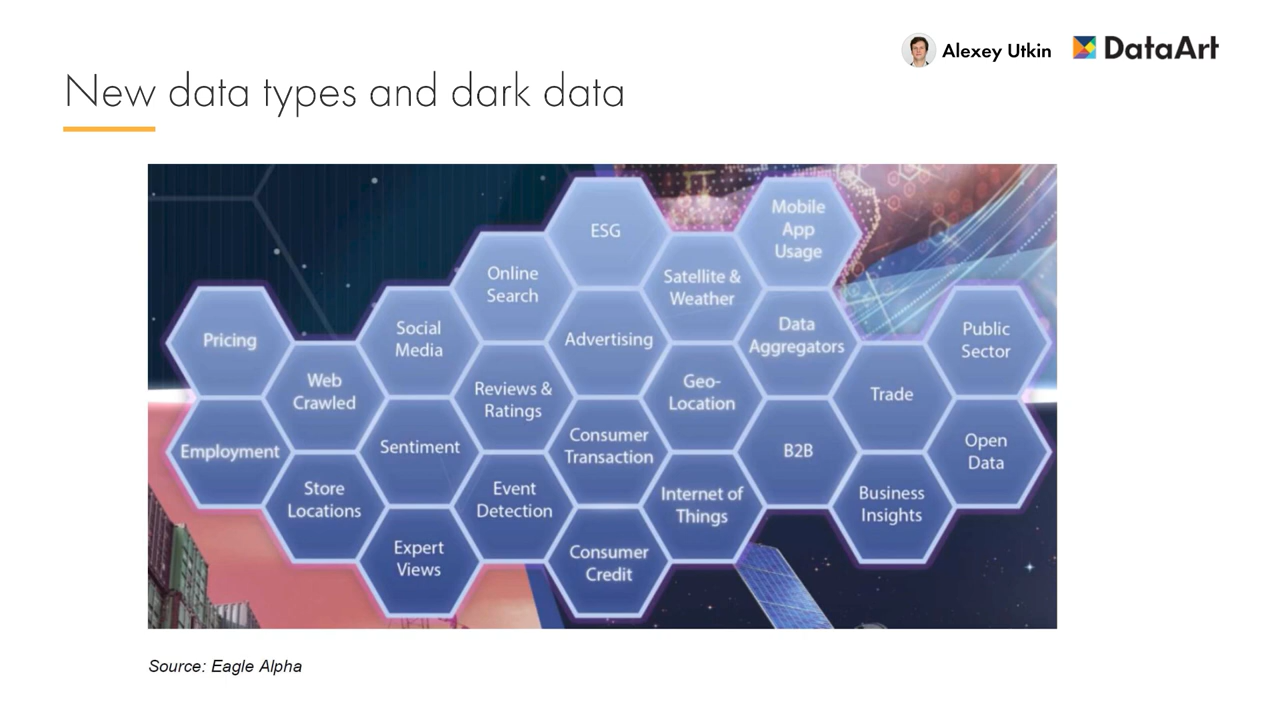 Alexey Utkin
DataArt
New data types and dark data
ESG
Mobile
App
Usage
Online
Search
Satellite &
Weather
Pricing
Social
Media
Advertising
Data
Aggregators
Public
Sector
Web
Crawled
Reviews &
Ratings
Geo-
Location
Trade
Employment
Sentiment
Consumer
Transaction
B2B
Open
Data
Store
Locations
Event
Detection
Internet of
Things
Business
Insights
Expert
Views
Consumer
Credit
Source: Eagle Alpha